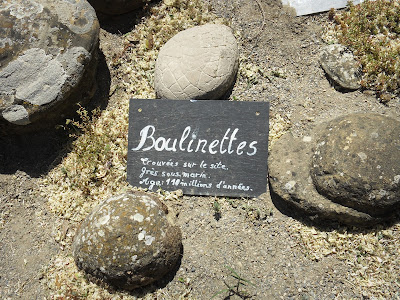 Boulinettes
trouvées sur le site.
grès sous marin.
Age: 110 millions d'années.